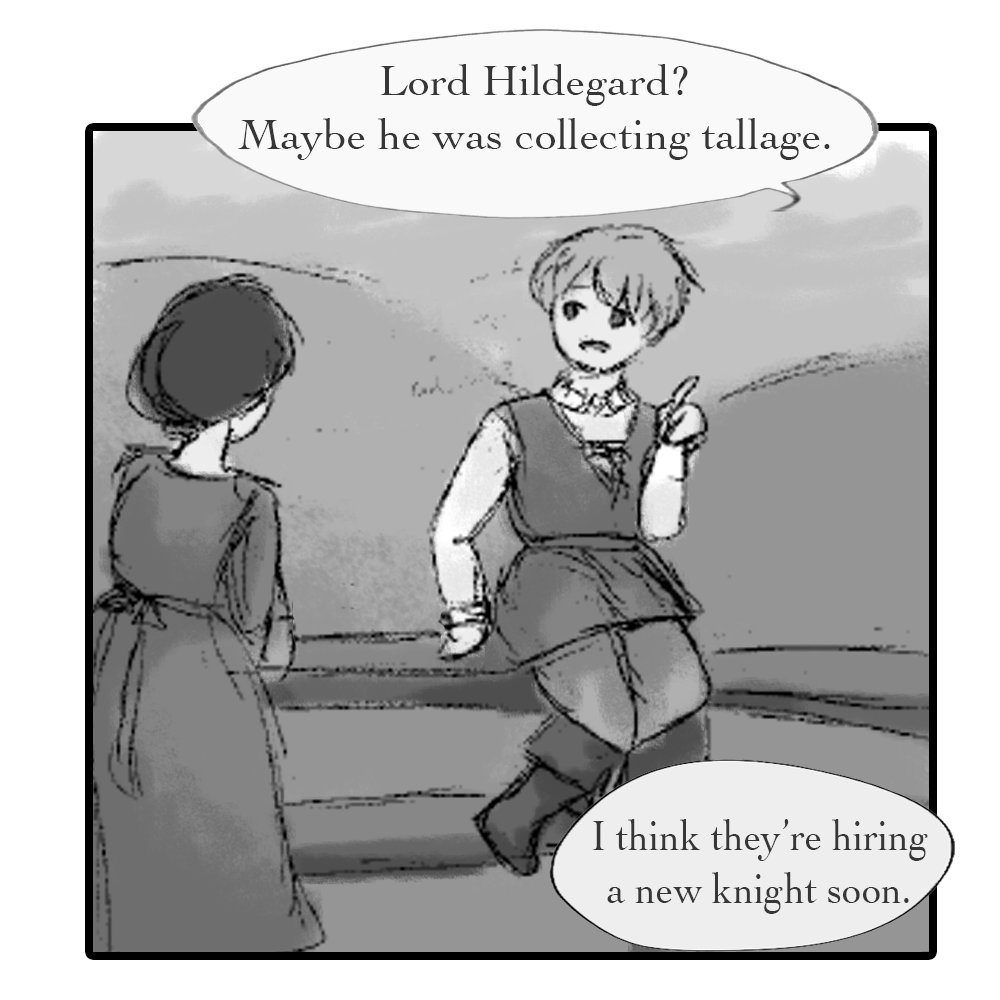 Lord Hildegard?
Maybe he was collecting tallage.
I think they're hiring
a new knight soon.